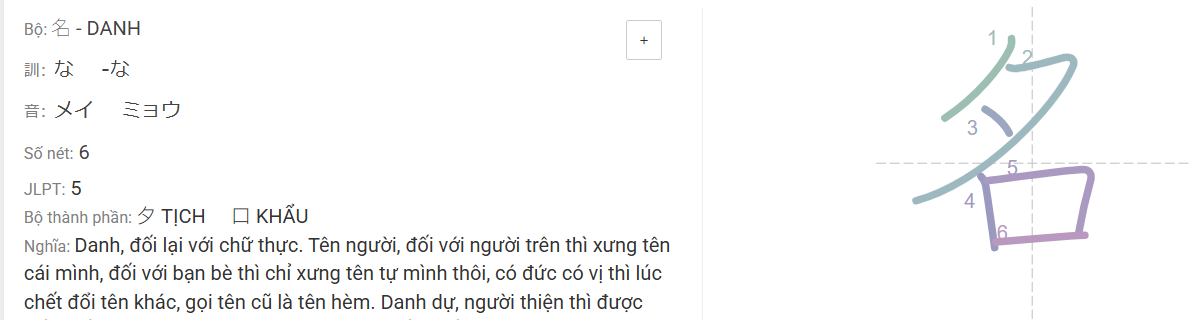 Bộ: 名 - DANH
+
訓: な -な
音: メイ ミョウ
Số nét: 6
JLPT: 5
Bộ thành phần: 夕 TỊCH 口 KHẨU
Nghĩa: Danh, đối lại với chữ thực. Tên người, đối với người trên thì xưng tên
cái mình, đối với bạn bè thì chỉ xưng tên tự mình thôi, có đức có vị thì lúc
chết đổi tên khác, gọi tên cũ là tên hèm. Danh dự, người thiện thì được
名
1
2
3
4
5
6